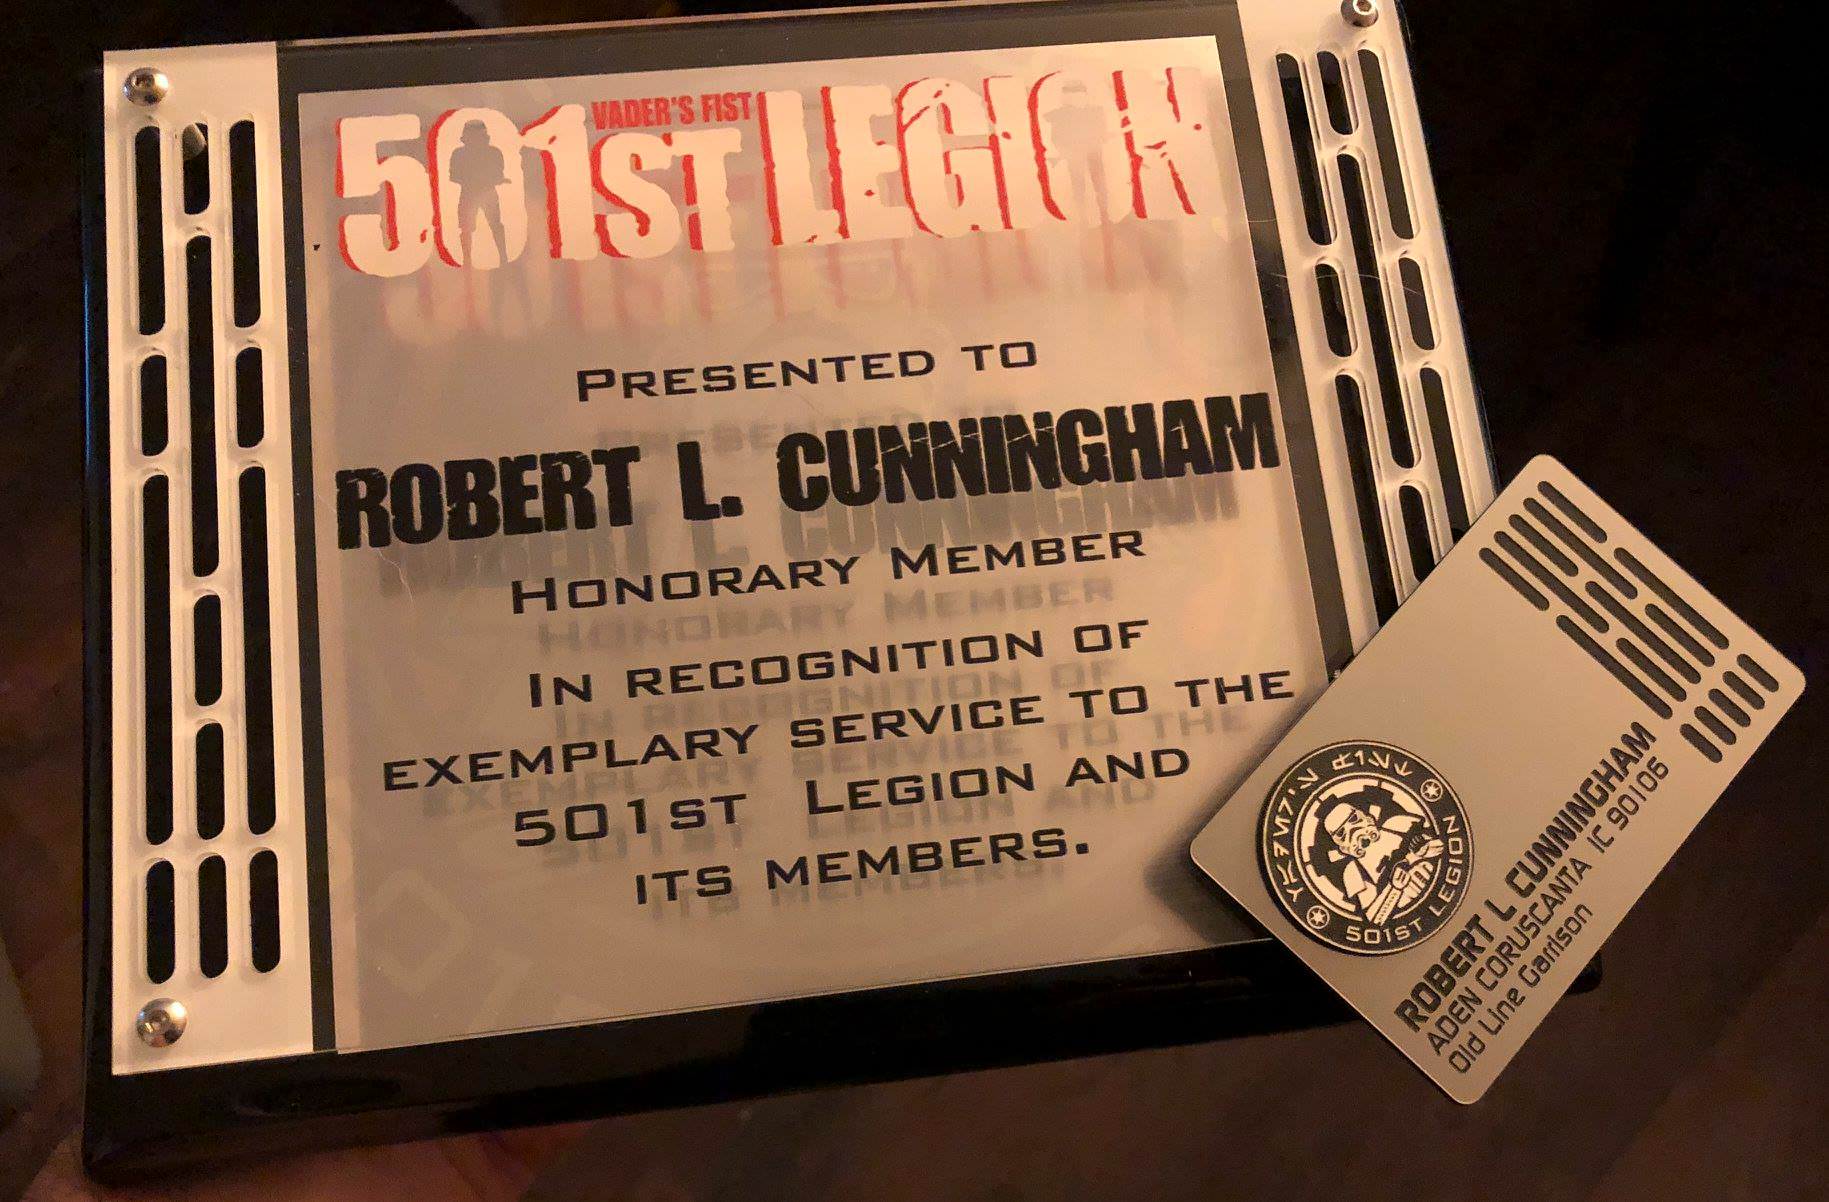 VADER'S FIST
501ST LEGION
PRESENTED TO
ROBERT L. CUNNINGHAM
HONORARY MEMBER
IN RECOGNITION OF
EXEMPLARY SERVICE TO THE
501ST LEGION AND
ITS MEMBERS.
501ST LEGION
ROBERT L CUNNINGHAM
ADEN CORUSCANTA IC 90106
Old Line Garrison